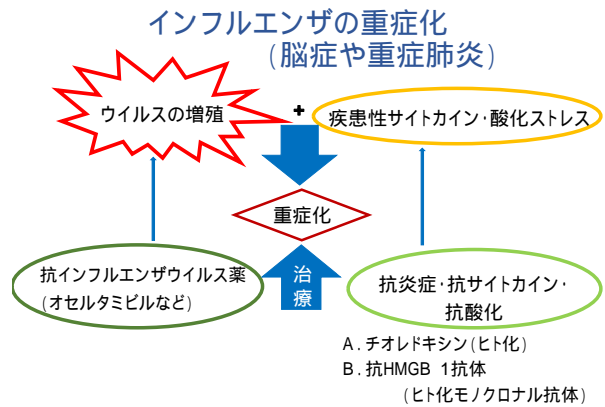 インフルエンザの重症化
(脳症や重症肺炎)
ウイルスの増殖
+
疾患性サイトカイン・酸化ストレス
重症化
抗インフルエンザウイルス薬
(オセルタミビルなど)
治
療
抗炎症・抗サイトカイン・
抗酸化
A.チオレドキシン(ヒト化)
B.抗HMGB 1抗体
(ヒト化モノクロナル抗体)